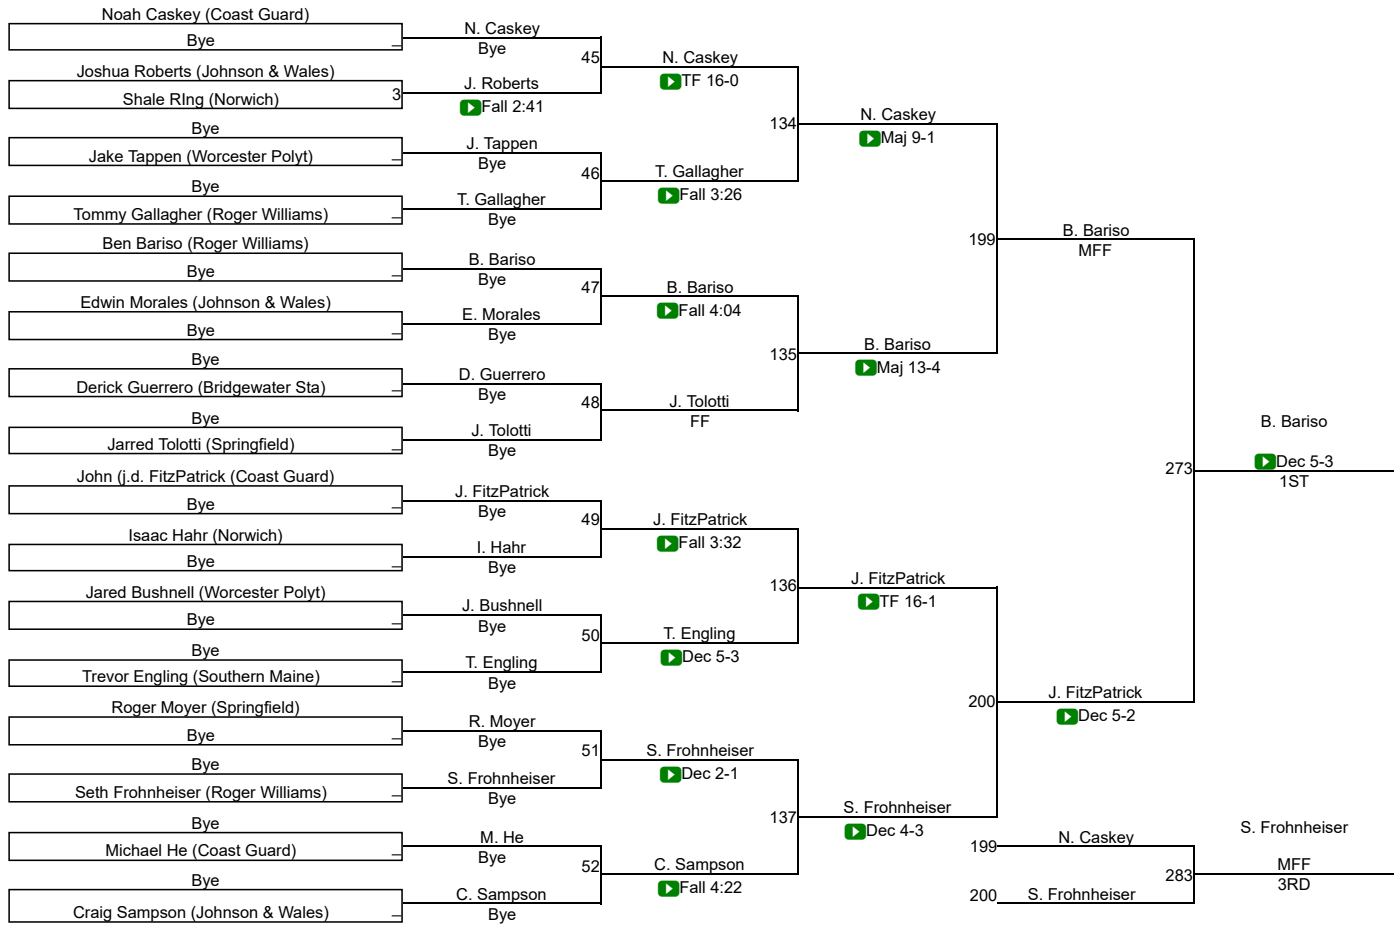 Noah Caskey (Coast Guard)
Bye
Joshua Roberts (Johnson & Wales)
Shale RIng (Norwich)
3
Bye
Jake Tappen (Worcester Polyt)
Bye
Tommy Gallagher (Roger Williams)
Ben Bariso (Roger Williams)
Bye
Edwin Morales (Johnson & Wales)
Bye
Bye
Derick Guerrero (Bridgewater Sta)
Bye
Jarred Tolotti (Springfield)
John (j.d. FitzPatrick (Coast Guard)
Bye
Isaac Hahr (Norwich)
Bye
Jared Bushnell (Worcester Polyt)
Bye
Bye
Trevor Engling (Southern Maine)
Roger Moyer (Springfield)
Bye
Bye
Seth Frohnheiser (Roger Williams)
Bye
Michael He (Coast Guard)
Bye
Craig Sampson (Johnson & Wales)
N. Caskey
Bye
45
J. Roberts
Fall 2:41
J. Tappen
Bye
46
T. Gallagher
Bye
B. Bariso
Bye
47
E. Morales
Bye
D. Guerrero
Bye
48
J. Tolotti
Bye
J. FitzPatrick
Bye
49
I. Hahr
Bye
J. Bushnell
Bye
50
T. Engling
Bye
R. Moyer
Bye
51
S. Frohnheiser
Bye
M. He
Bye
52
C. Sampson
Bye
N. Caskey
TF 16-0
134
T. Gallagher
Fall 3:26
B. Bariso
Fall 4:04
135
J. Tolotti
FF
J. FitzPatrick
Fall 3:32
136
T. Engling
Dec 5-3
S. Frohnheiser
Dec 2-1
137
C. Sampson
Fall 4:22
N. Caskey
Maj 9-1
199
B. Bariso
Maj 13-4
J. FitzPatrick
TF 16-1
200
S. Frohnheiser
Dec 4-3
B. Bariso
MFF
273
J. FitzPatrick
Dec 5-2
B. Bariso
Dec 5-3
1ST
199
N. Caskey
283
200
S. Frohnheiser
S. Frohnheiser
MFF
3RD